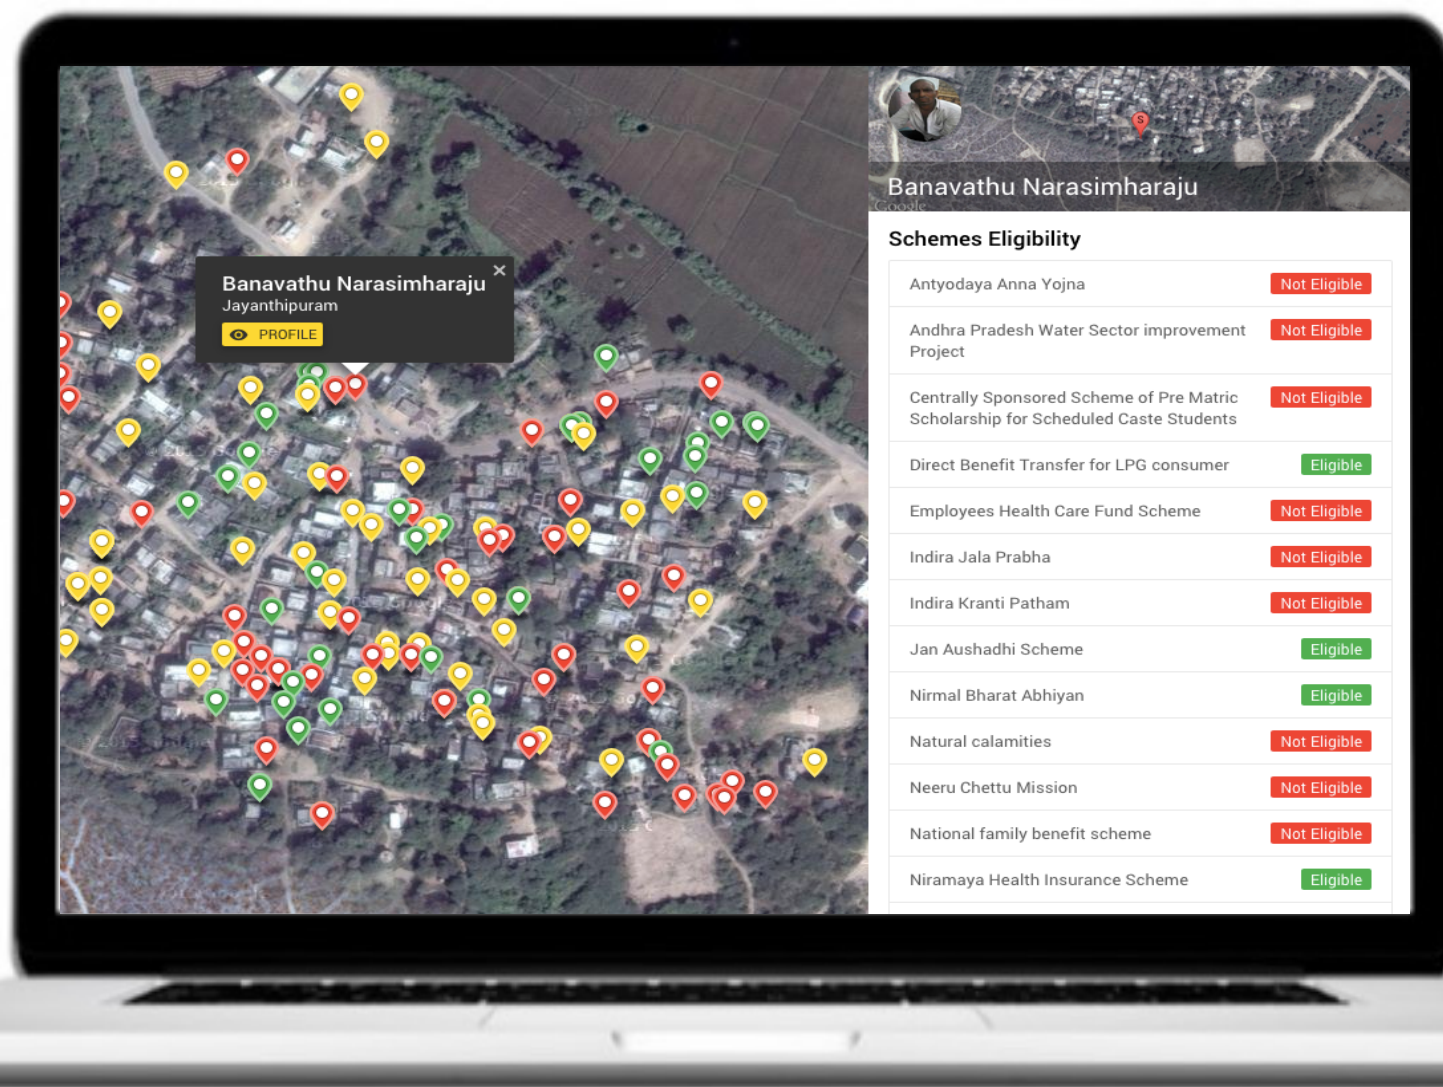 Banavathu Narasimharaju
Jayanthipuram
PROFILE
S
Banavathu Narasimharaju
Google
Schemes Eligibility
Antyodaya Anna Yojna Not Eligible
Andhra Pradesh Water Sector improvement Not Eligible
Project
Centrally Sponsored Scheme of Pre Matric Not Eligible
Scholarship for Scheduled Caste Students
Direct Benefit Transfer for LPG consumer Eligible
Employees Health Care Fund Scheme Not Eligible
Indira Jala Prabha Not Eligible
Indira Kranti Patham Not Eligible
Jan Aushadhi Scheme Eligible
Nirmal Bharat Abhiyan Eligible
Natural calamities Not Eligible
Neeru Chettu Mission Not Eligible
National family benefit scheme Not Eligible
Niramaya Health Insurance Scheme Eligible